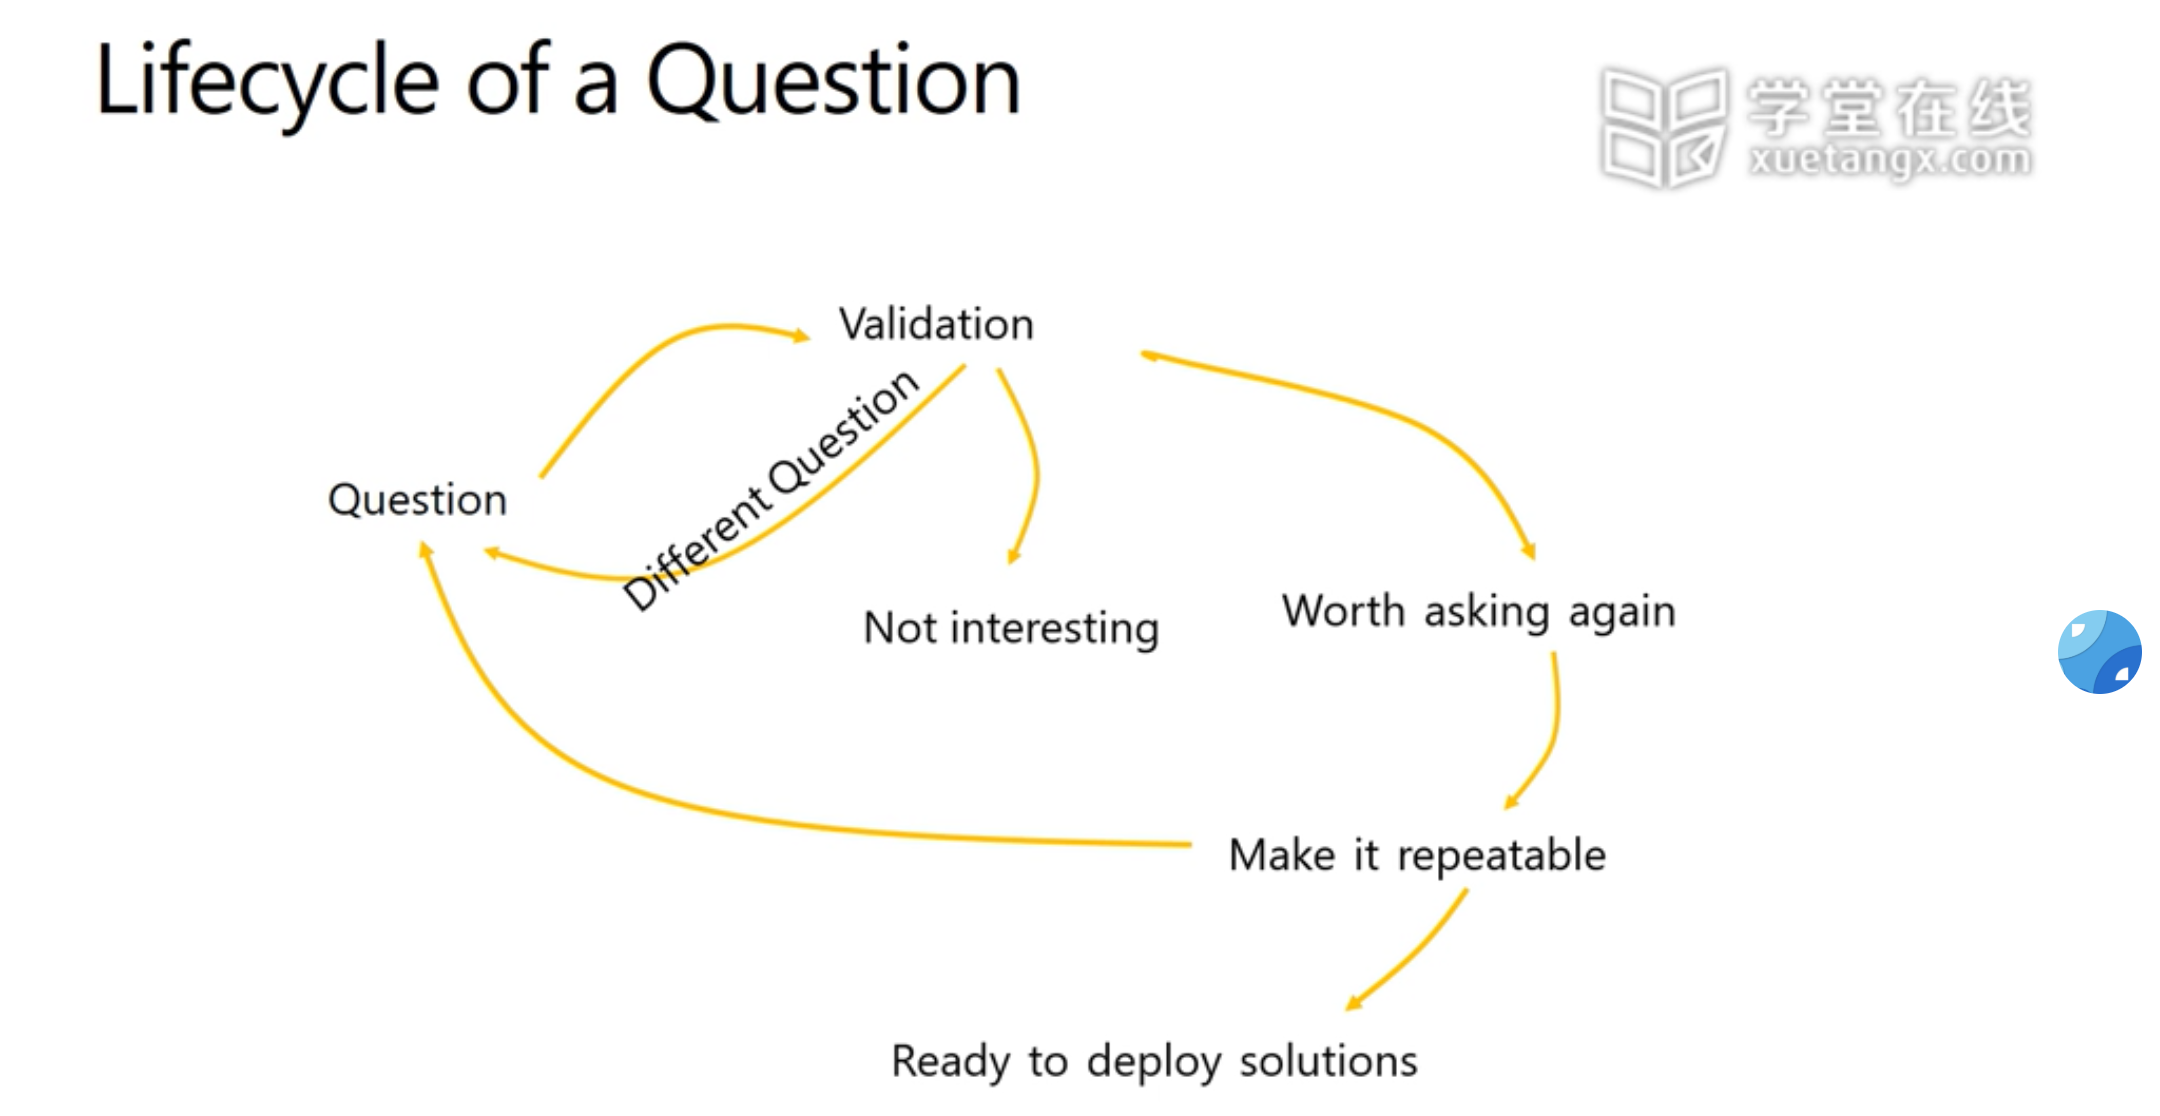 Lifecycle of a Question
学堂在线
xuetangx.com
Validation
Different Question
Question
Not interesting
Worth asking again
Make it repeatable
Ready to deploy solutions